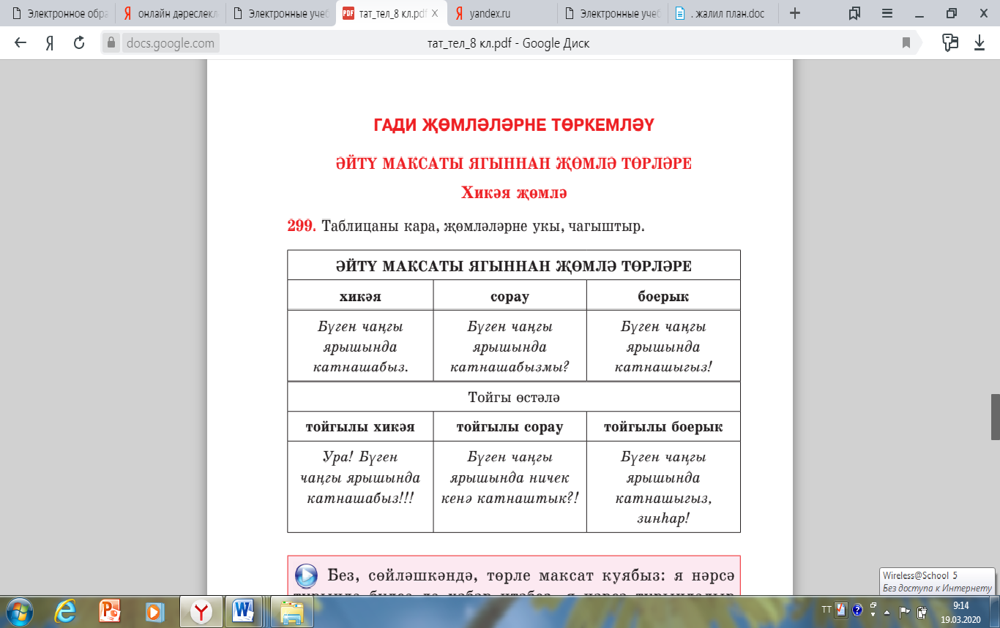 Электронное обра
онлайн дәреслекл
Электронные учеб
тат_тел_8 кл.pdf
yandex.ru
Электронные учеб
. жалил план.doc
docs.google.com
тат_тел_8 кл.pdf - Google Диск
ГАДИ ҖӨМЛӘЛӘРНЕ ТӨРКЕМЛӘҮ
ӘЙТҮ МАКСАТЫ ЯГЫННАН ҖӨМЛӘ ТӨРЛӘРЕ
Хикәя җөмлә
299. Таблицаны кара, җөмләләрне укы, чагыштыр.
ӘЙТҮ МАКСАТЫ ЯГЫННАН ҖӨМЛӘ ТӨРЛӘРЕ
хикәя
сорау
боерык
Бүген чаңгы
ярышында
катнашабыз.
Бүген чаңгы
ярышында
катнашабызмы?
Бүген чаңгы
ярышында
катнашыгыз!
Тойгы өстәлә
тойгылы хикәя
тойгылы сорау
тойгылы боерык
Ура! Бүген
чаңгы ярышында
катнашабыз!!!
Бүген чаңгы
ярышында ничек
кенә катнаштык?!
Бүген чаңгы
ярышында
катнашыгыз,
зинһар!
Без, сөйләшкәндә, төрле максат куябыз: я нәрсә
Wireless@School 5
Без доступа к Интернету
TT
9:14
19.03.2020